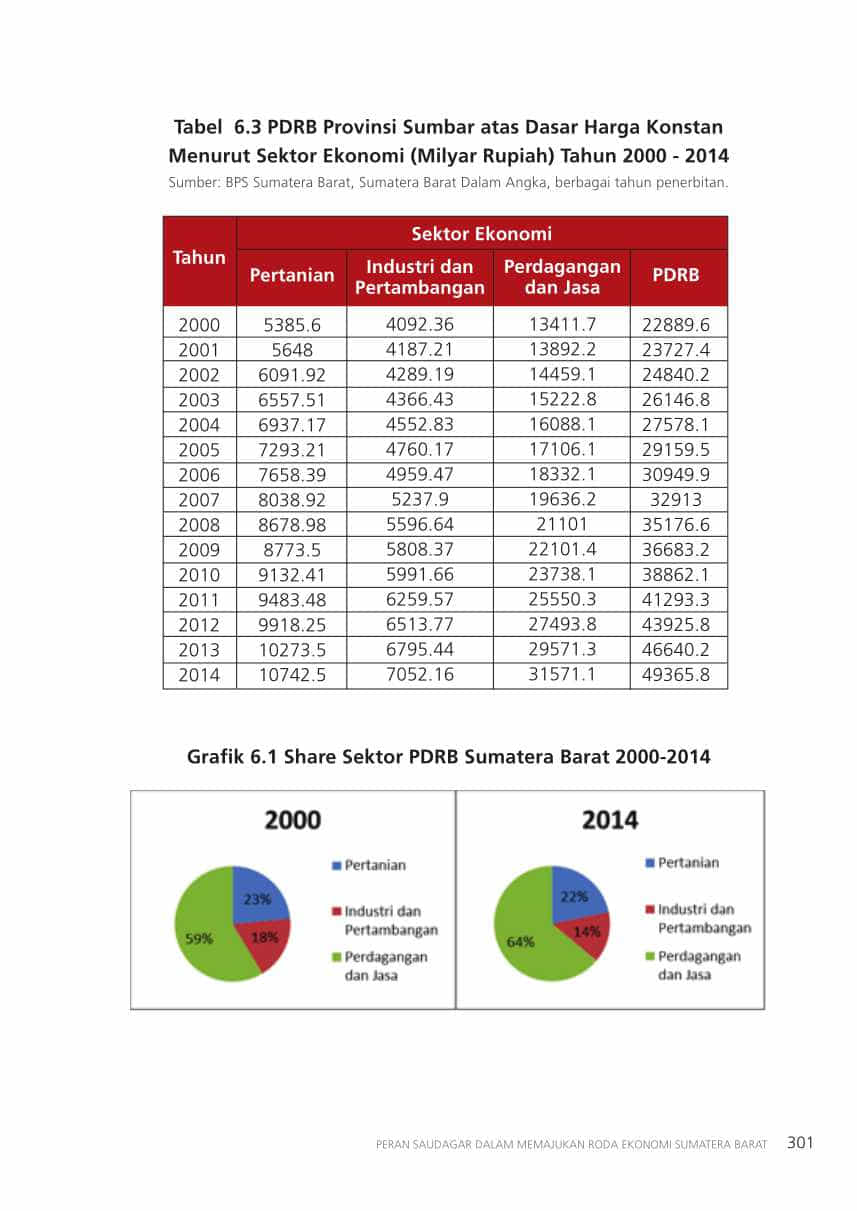 Tabel 6.3 PDRB Provinsi Sumbar atas Dasar Harga Konstan
Menurut Sektor Ekonomi (Milyar Rupiah) Tahun 2000 - 2014
Sumber: BPS Sumatera Barat, Sumatera Barat Dalam Angka, berbagai tahun penerbitan.
Tahun
Sektor Ekonomi
Pertanian
Industri dan
Pertambangan
Perdagangan
dan Jasa
PDRB
2000 5385.6 4092.36 13411.7 22889.6
2001 5648 4187.21 13892.2 23727.4
2002 6091.92 4289.19 14459.1 24840.2
2003 6557.51 4366.43 15222.8 26146.8
2004 6937.17 4552.83 16088.1 27578.1
2005 7293.21 4760.17 17106.1 29159.5
2006 7658.39 4959.47 18332.1 30949.9
2007 8038.92 5237.9 19636.2 32913
2008 8678.98 5596.64 21101 35176.6
2009 8773.5 5808.37 22101.4 36683.2
2010 9132.41 5991.66 23738.1 38862.1
2011 9483.48 6259.57 25550.3 41293.3
2012 9918.25 6513.77 27493.8 43925.8
2013 10273.5 6795.44 29571.3 46640.2
2014 10742.5 7052.16 31571.1 49365.8
Grafik 6.1 Share Sektor PDRB Sumatera Barat 2000-2014
2000
23%
18%
59%
Pertanian
Industri dan
Pertambangan
Perdagangan
dan Jasa
2014
22%
14%
64%
Pertanian
Industri dan
Pertambangan
Perdagangan
dan Jasa
PERAN SAUDAGAR DALAM MEMAJUKAN RODA EKONOMI SUMATERA BARAT 301